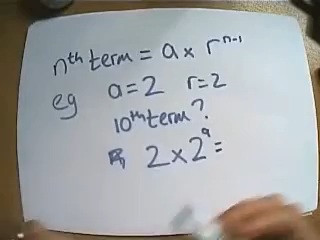 nth term = a × r^n-1
eg a=2 r=2
10th term?
2×2^9=